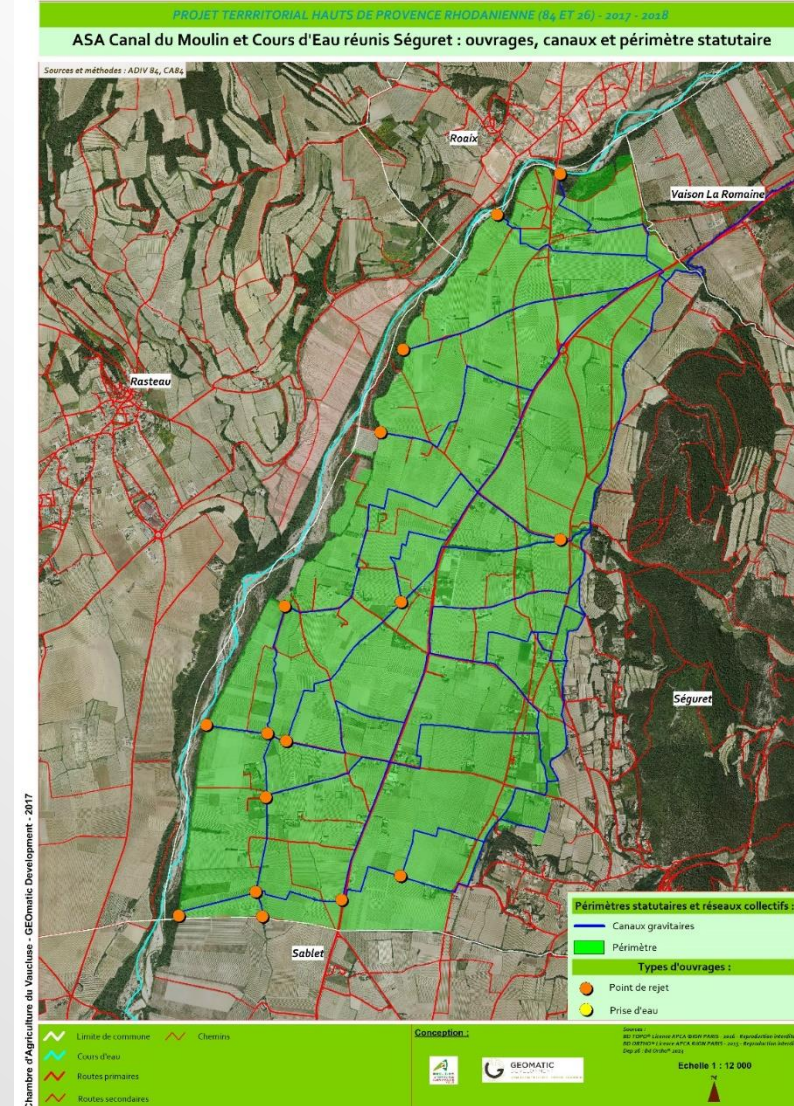 PROJET TERRRITORIAL HAUTS DE PROVENCE RHODANIENNE (84 ET 26) - 2017 - 2018
ASA Canal du Moulin et Cours d'Eau réunis Séguret : ouvrages, canaux et périmètre statutaire
Sources et méthodes : ADIV 84, CA84
Roaix
Vaison La Romaine
Rasteau
Séguret
Sablet
Chambre d'Agriculture du Vaucluse - GEOmatic Development - 2017
Périmètres statutaires et réseaux collectifs :
Canaux gravitaires
Périmètre
Types d'ouvrages :
Point de rejet
Prise d'eau
Limite de commune
Chemins
Cours d'eau
Routes primaires
Routes secondaires
Conception :
GEOMATIC
Sources :
Echelle 1 : 12 000